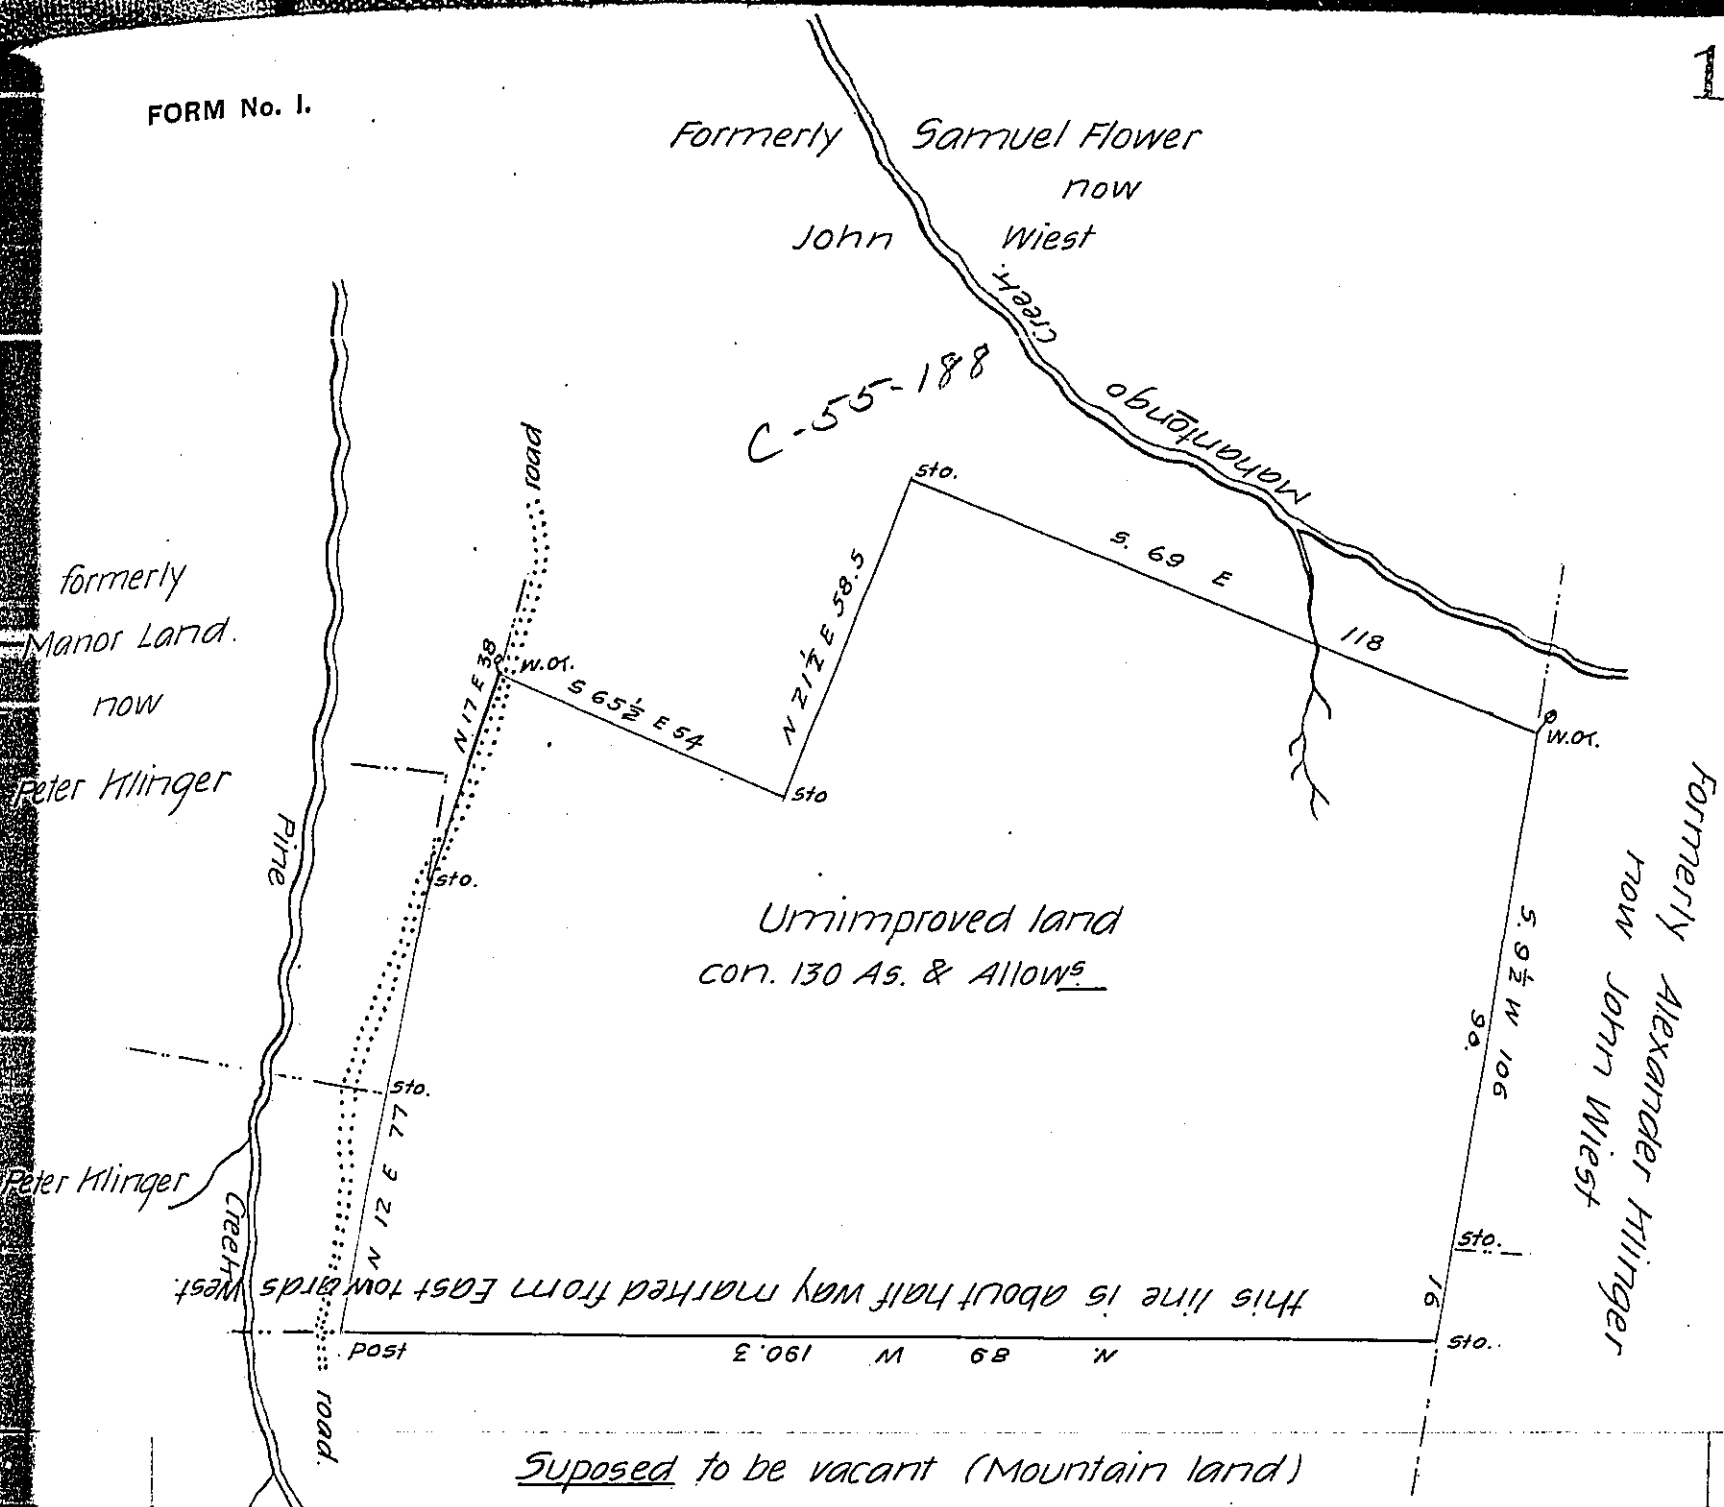 FORM No. 1.
1
Formerly Samuel Flower
now
John Wiest
Creek.
Mahantongo
C-55-188
road
formerly
Manor Land.
now
Peter Klinger
Pine
sto.
S. 69 E
118
N 21½ E 58.5
N 17 E 38
w.or.
S 65½ E 54
sto
w.or.
sto.
Unimproved land
con. 130 As. & Allows.
S. 9½ W 106
90.
Formerly Alexander Klinger
now John Wiest
sto.
N 12 E 77
Peter Klinger
Creek
sto.
16
this line is about half way marked from East towards West.
Post
N. 89 W 190.3
sto.
road.
Suposed to be vacant (Mountain land)